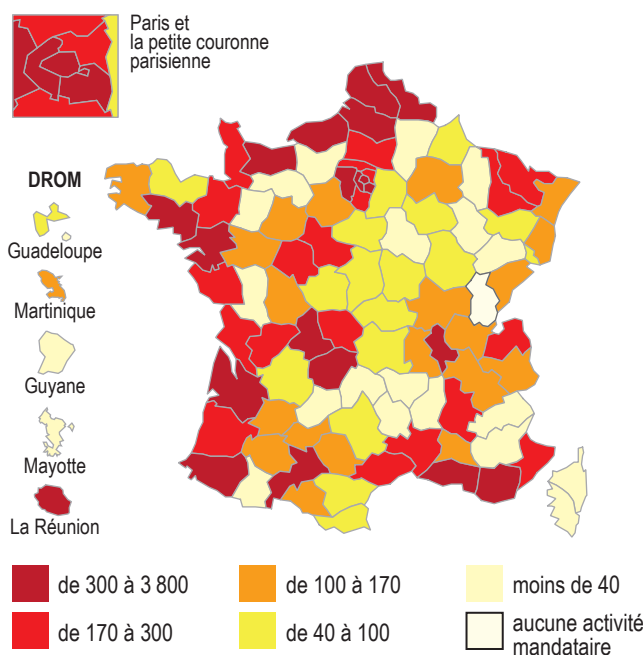 Paris et
la petite couronne
parisienne
DROM
Guadeloupe
Martinique
Guyane
Mayotte
La Réunion
de 300 à 3 800
de 170 à 300
de 100 à 170
de 40 à 100
moins de 40
aucune activité
mandataire